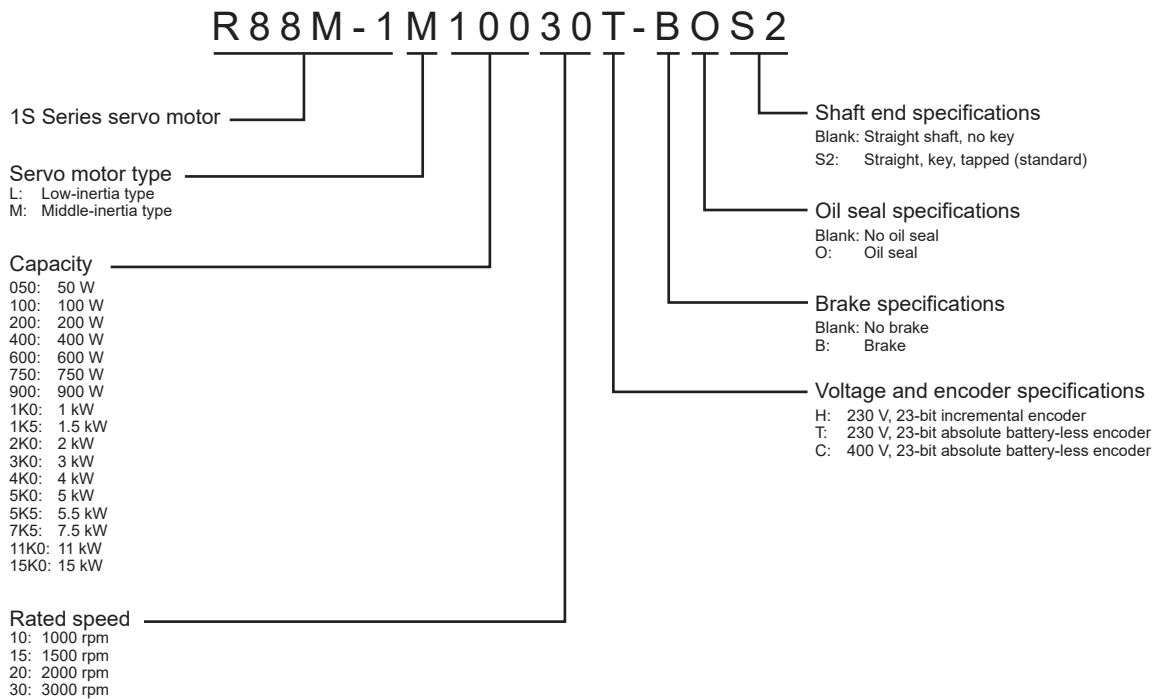 R88M-1M10030T-BOS2
1S Series servo motor
Servo motor type
L: Low-inertia type
M: Middle-inertia type
Capacity
050: 50 W
100: 100 W
200: 200 W
400: 400 W
600: 600 W
750: 750 W
900: 900 W
1K0: 1 kW
1K5: 1.5 kW
2K0: 2 kW
3K0: 3 kW
4K0: 4 kW
5K0: 5 kW
5K5: 5.5 kW
7K5: 7.5 kW
11K0: 11 kW
15K0: 15 kW
Rated speed
10: 1000 rpm
15: 1500 rpm
20: 2000 rpm
30: 3000 rpm
Shaft end specifications
Blank: Straight shaft, no key
S2: Straight, key, tapped (standard)
Oil seal specifications
Blank: No oil seal
O: Oil seal
Brake specifications
Blank: No brake
B: Brake
Voltage and encoder specifications
H: 230 V, 23-bit incremental encoder
T: 230 V, 23-bit absolute battery-less encoder
C: 400 V, 23-bit absolute battery-less encoder